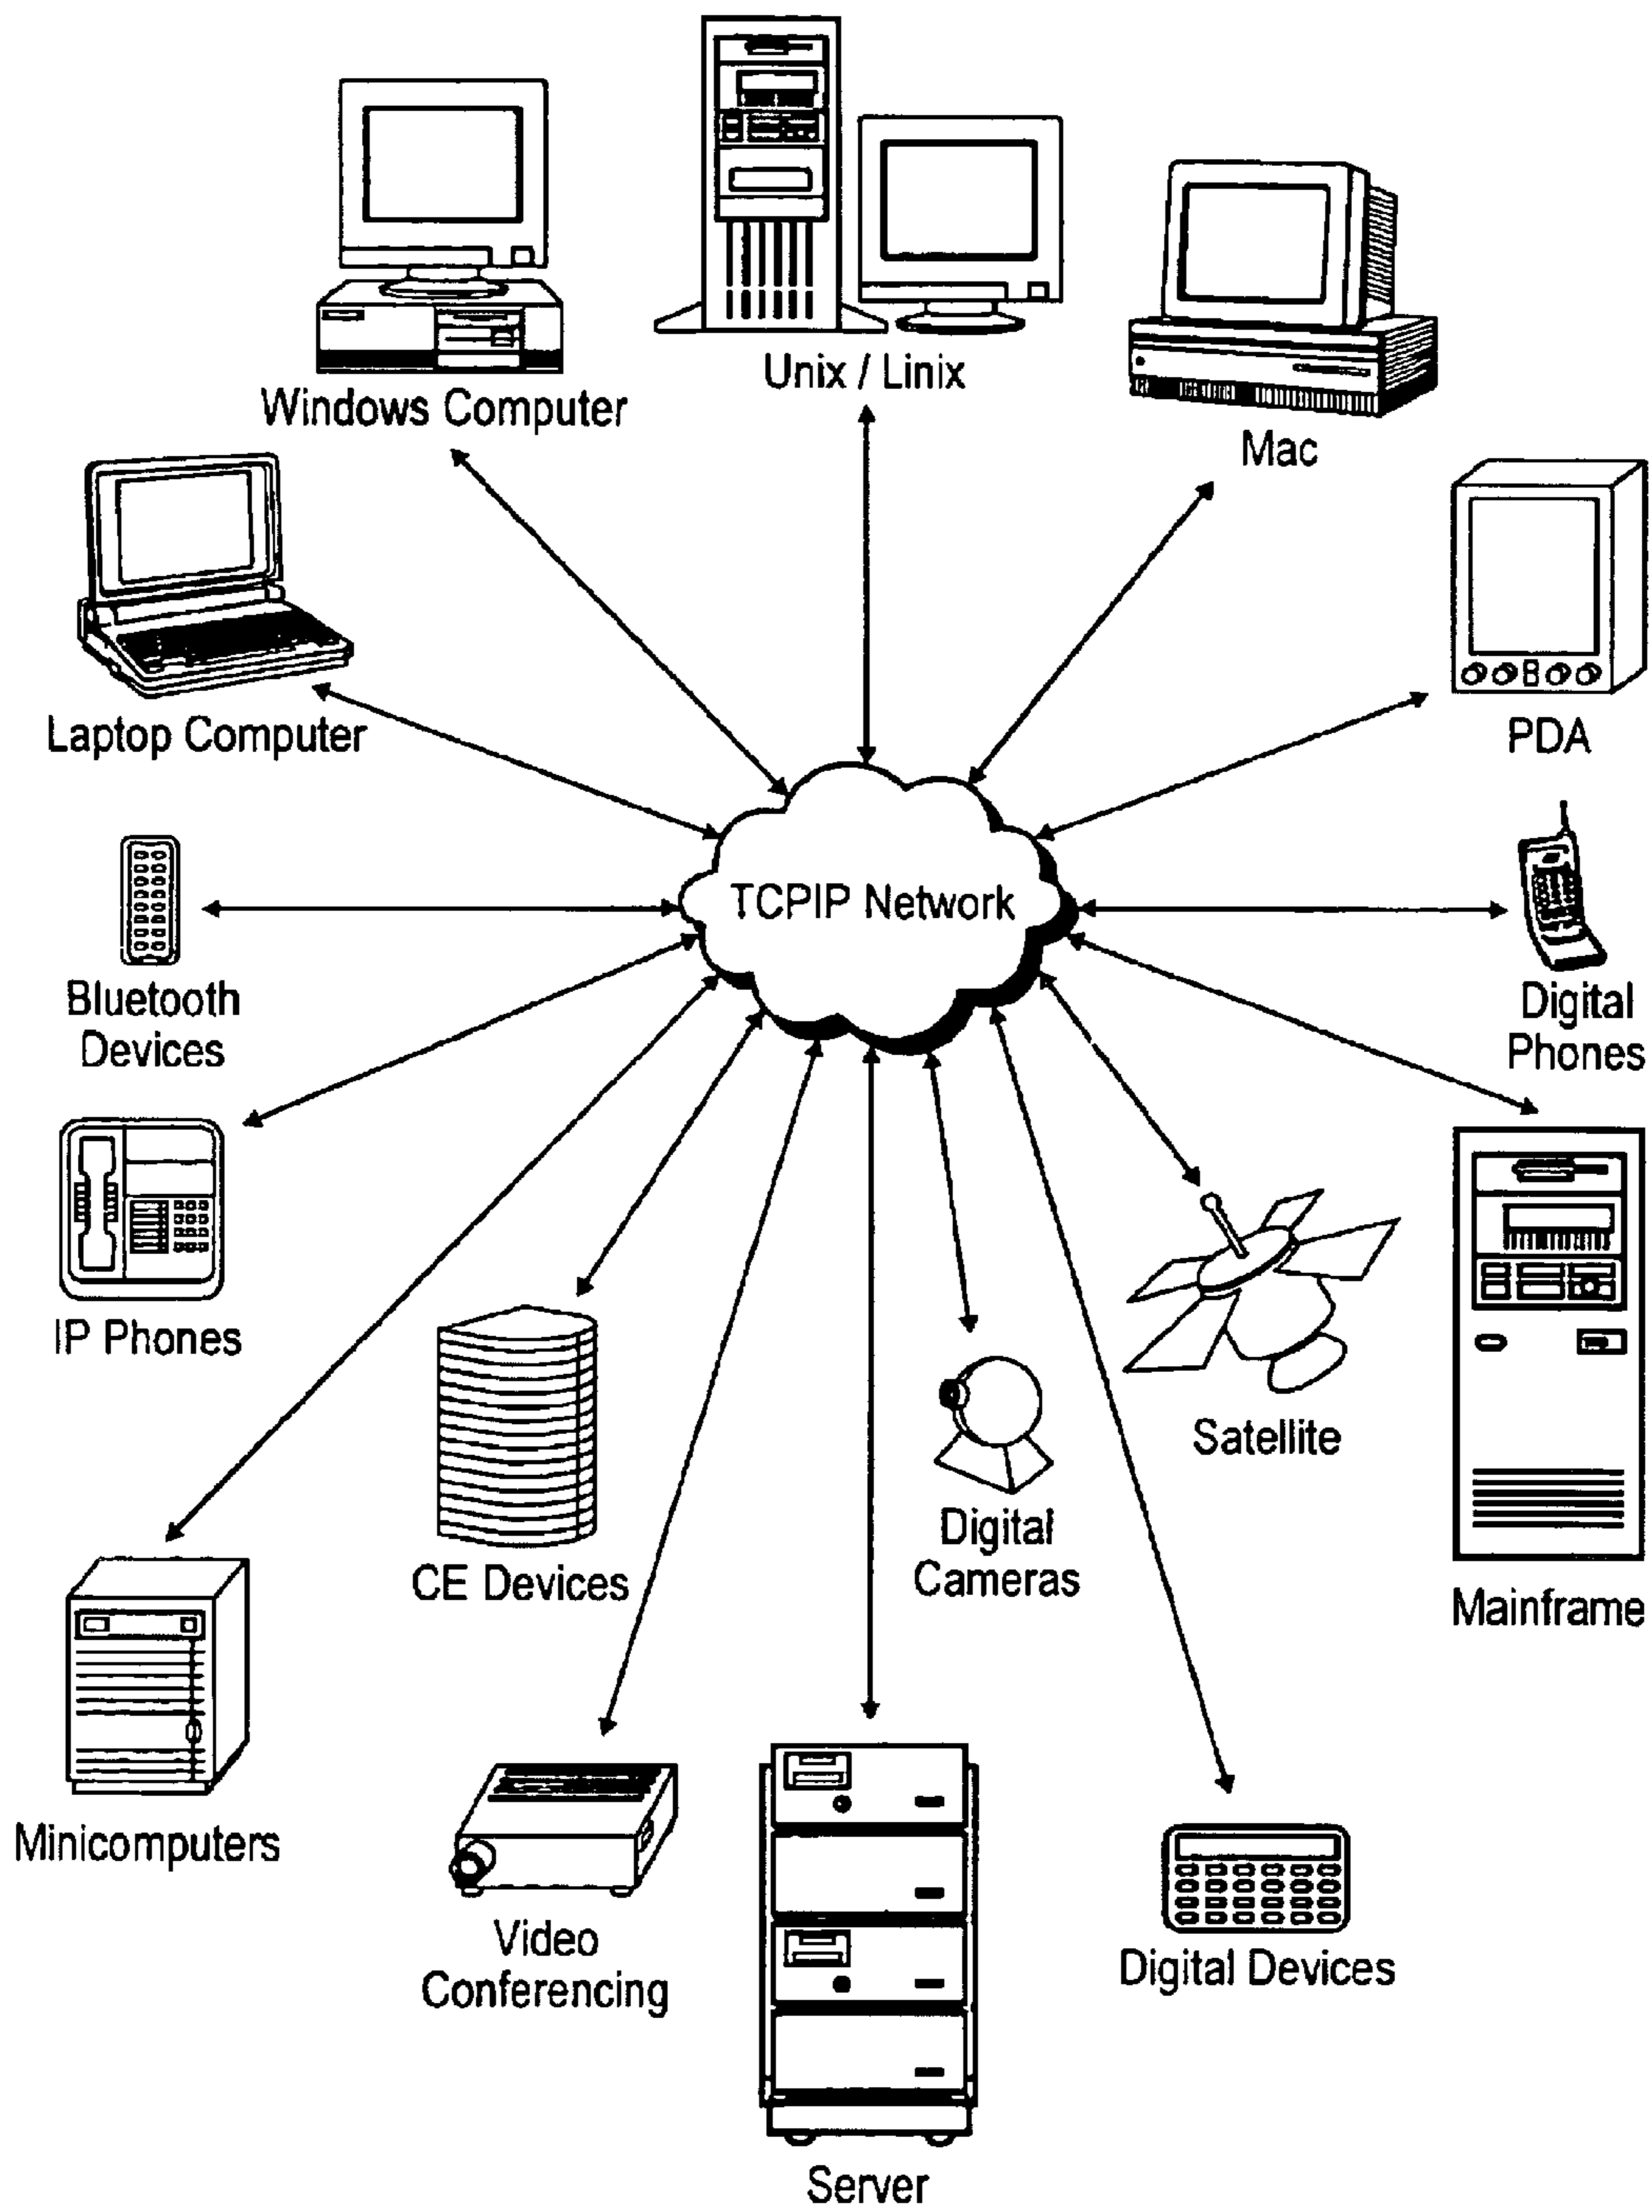 Unix / Linix
Windows Computer
Mac
Laptop Computer
PDA
TCPIP Network
Bluetooth
Devices
Digital
Phones
IP Phones
Satellite
Digital
Cameras
CE Devices
Mainframe
Minicomputers
Video
Conferencing
Digital Devices
Server